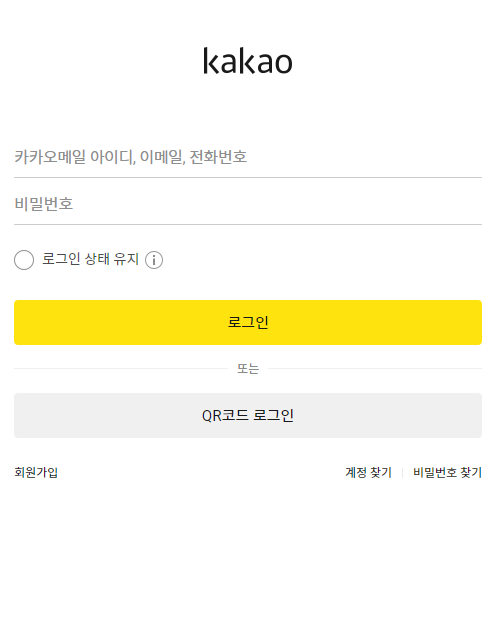 kakao
카카오메일 아이디, 이메일, 전화번호
비밀번호
로그인 상태 유지
로그인
또는
QR코드 로그인
회원가입 계정 찾기 비밀번호 찾기